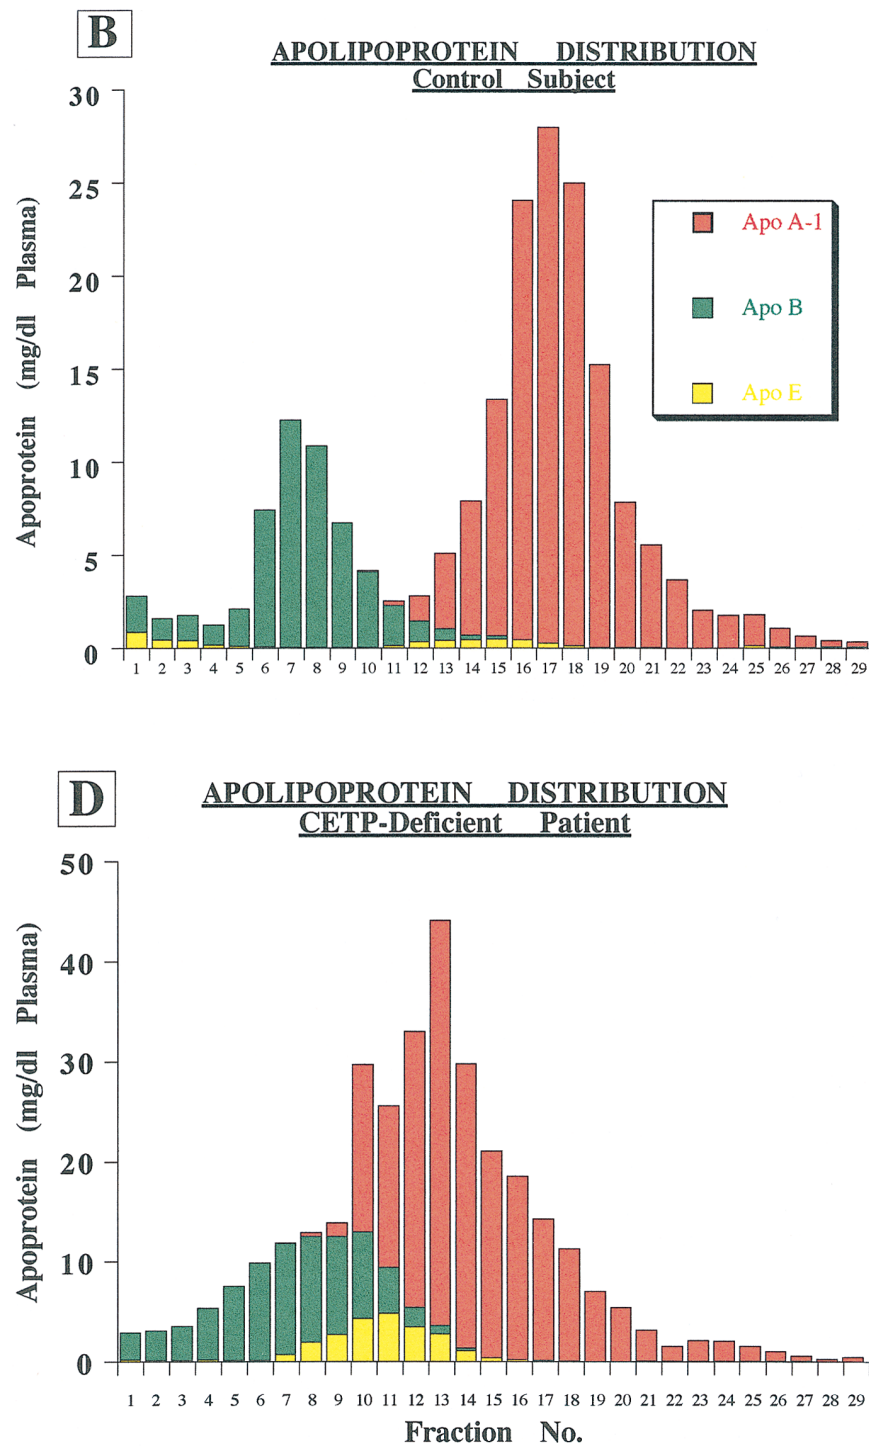 B
APOLIPOPROTEIN DISTRIBUTION
Control Subject
30
25
20
15
10
5
0
Apoprotein (mg/dl Plasma)
Apo A-1
Apo B
Apo E
1 2 3 4 5 6 7 8 9 10 11 12 13 14 15 16 17 18 19 20 21 22 23 24 25 26 27 28 29
D
APOLIPOPROTEIN DISTRIBUTION
CETP-Deficient Patient
50
40
30
20
10
0
Apoprotein (mg/dl Plasma)
1 2 3 4 5 6 7 8 9 10 11 12 13 14 15 16 17 18 19 20 21 22 23 24 25 26 27 28 29
Fraction No.